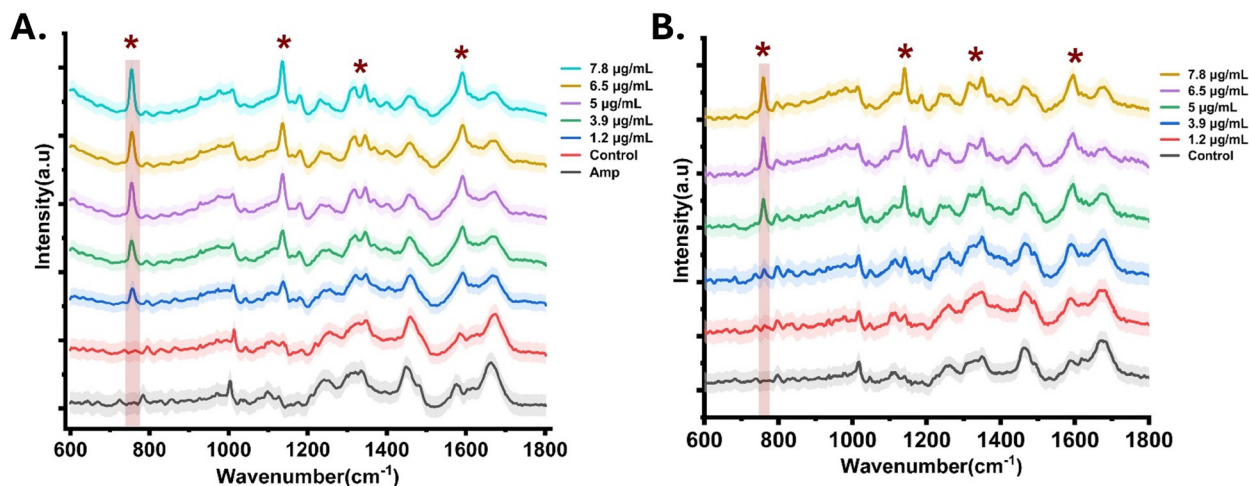 A.
*
*
*
*
7.8 µg/mL
6.5 µg/mL
5 µg/mL
3.9 µg/mL
1.2 µg/mL
Control
Amp
Intensity(a.u)
600 800 1000 1200 1400 1600 1800
Wavenumber(cm⁻¹)
B.
*
*
*
*
7.8 µg/mL
6.5 µg/mL
5 µg/mL
3.9 µg/mL
1.2 µg/mL
Control
Intensity(a.u)
600 800 1000 1200 1400 1600 1800
Wavenumber(cm⁻¹)